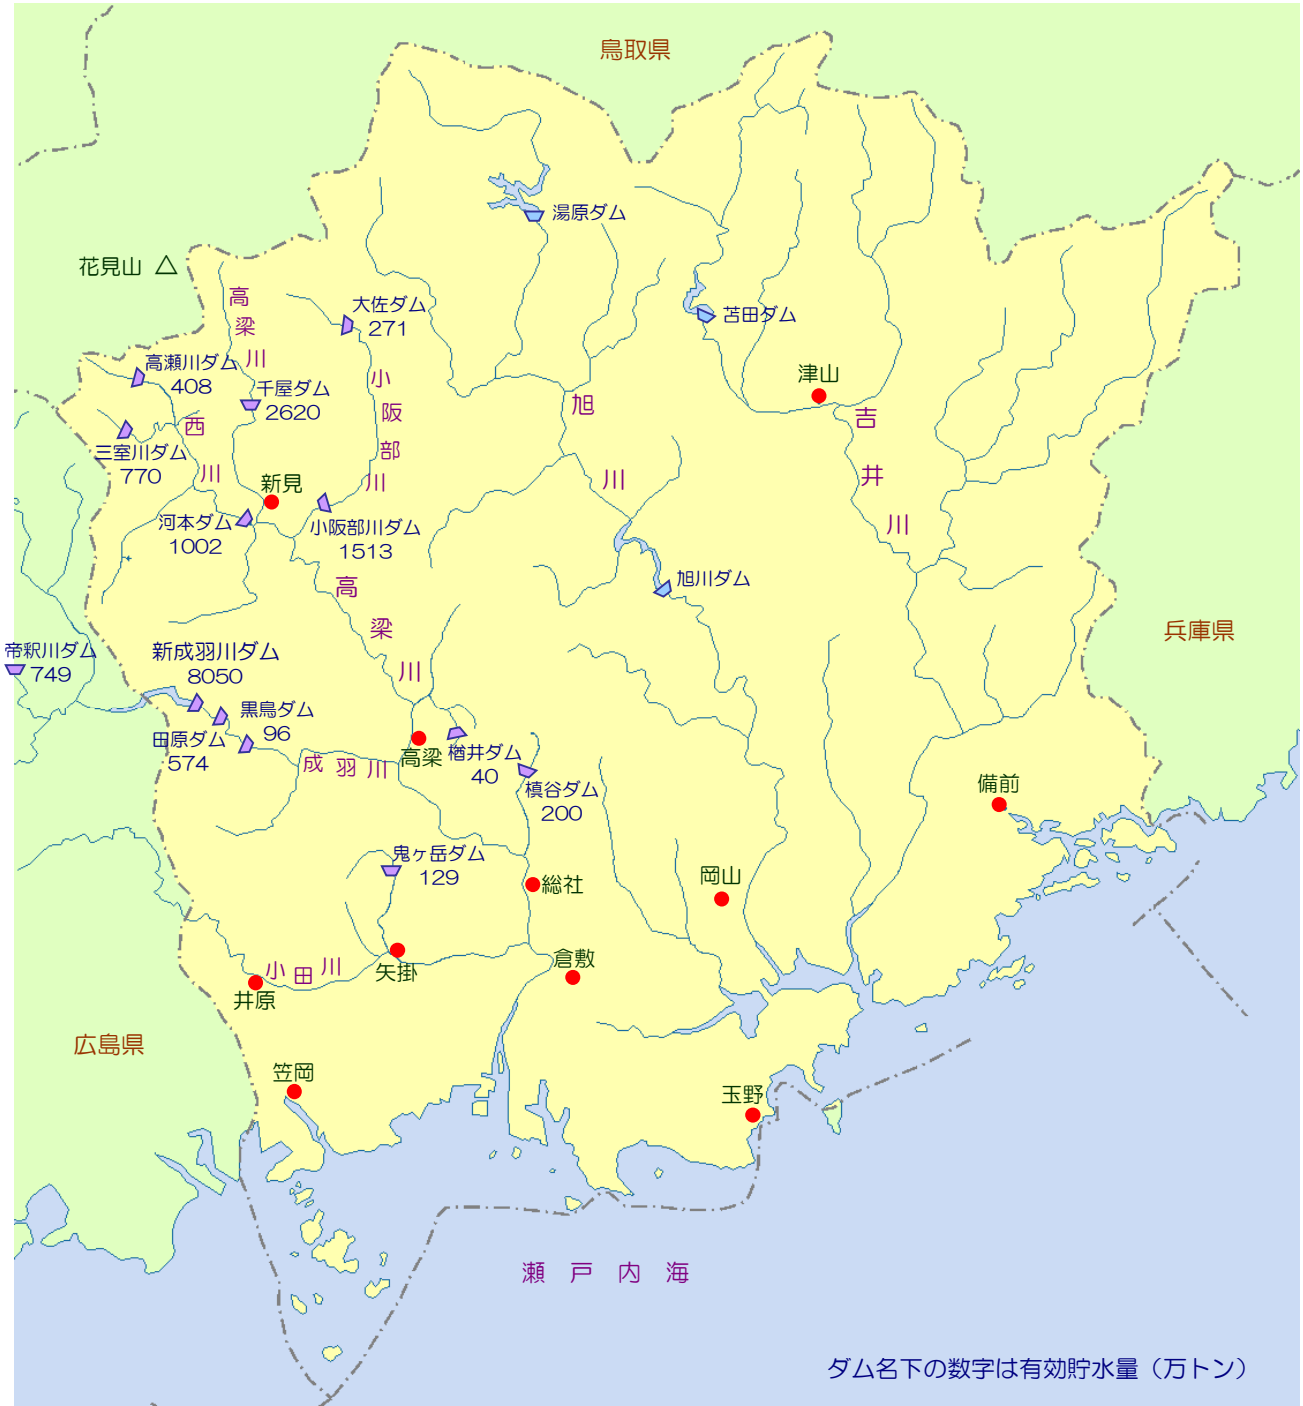 鳥取県
湯原ダム
花見山
高
梁
川
大佐ダム
271
苫田ダム
高瀬川ダム
408
千屋ダム
2620
小
阪
部
川
津山
旭
川
吉
井
川
西
川
三室川ダム
770
新見
河本ダム
1002
小阪部川ダム
1513
高
梁
川
旭川ダム
兵庫県
帝釈川ダム
749
新成羽川ダム
8050
黒鳥ダム
96
田原ダム
574
成羽川
高梁
楢井ダム
40
槙谷ダム
200
備前
鬼ヶ岳ダム
129
総社
岡山
小田川
矢掛
倉敷
井原
広島県
笠岡
玉野
瀬戸内海
ダム名下の数字は有効貯水量（万トン）